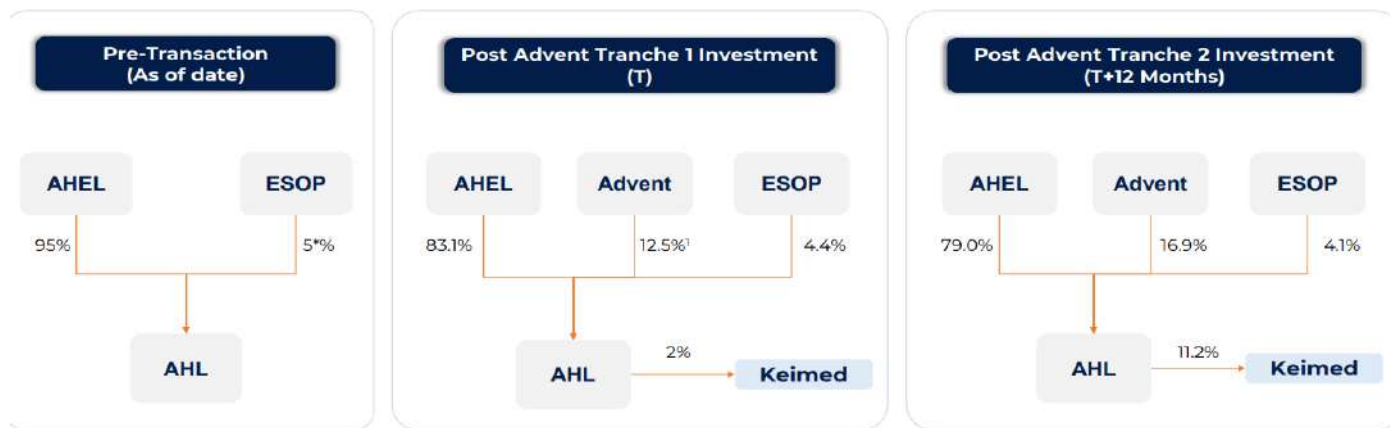 Pre-Transaction
(As of date)
AHEL
ESOP
95%
5*%
AHL
Post Advent Tranche 1 Investment
(T)
AHEL
Advent
ESOP
83.1%
12.5%¹
4.4%
AHL
2%
Keimed
Post Advent Tranche 2 Investment
(T+12 Months)
AHEL
Advent
ESOP
79.0%
16.9%
4.1%
AHL
11.2%
Keimed